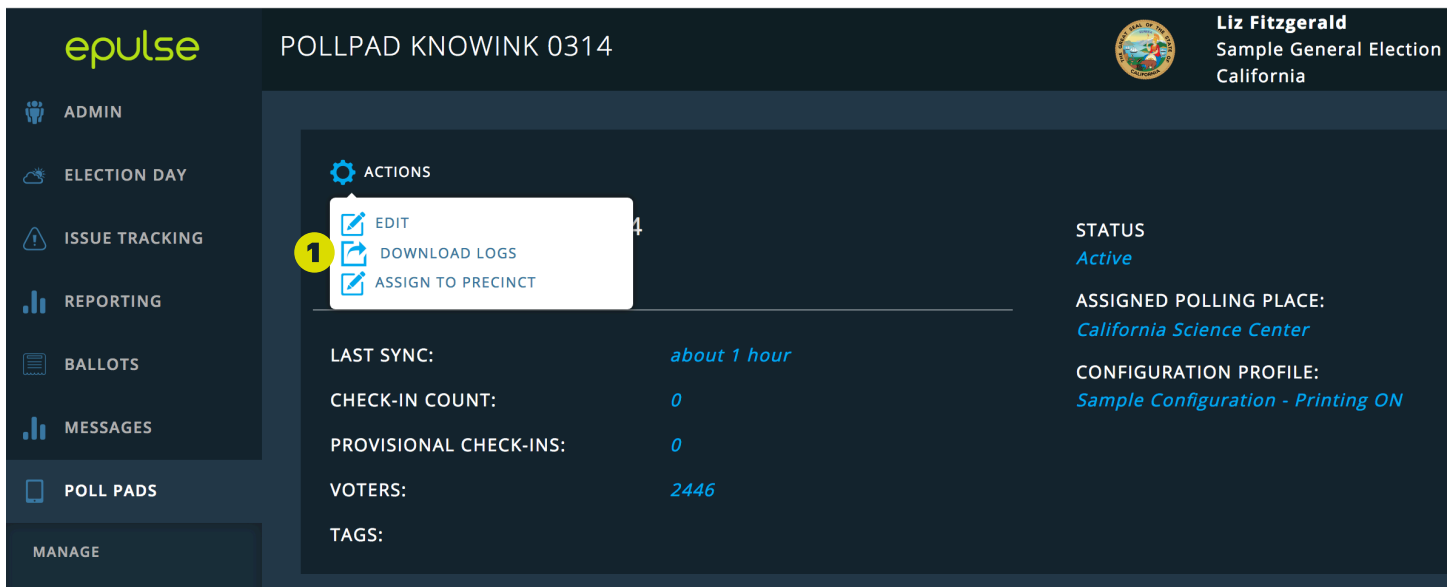 epulse
POLLPAD KNOWINK 0314
Liz Fitzgerald
Sample General Election
California
ADMIN
ELECTION DAY
ISSUE TRACKING
REPORTING
BALLOTS
MESSAGES
POLL PADS
MANAGE
ACTIONS
EDIT
4
1
DOWNLOAD LOGS
ASSIGN TO PRECINCT
STATUS
Active
ASSIGNED POLLING PLACE:
California Science Center
CONFIGURATION PROFILE:
Sample Configuration - Printing ON
LAST SYNC: about 1 hour
CHECK-IN COUNT: 0
PROVISIONAL CHECK-INS: 0
VOTERS: 2446
TAGS: